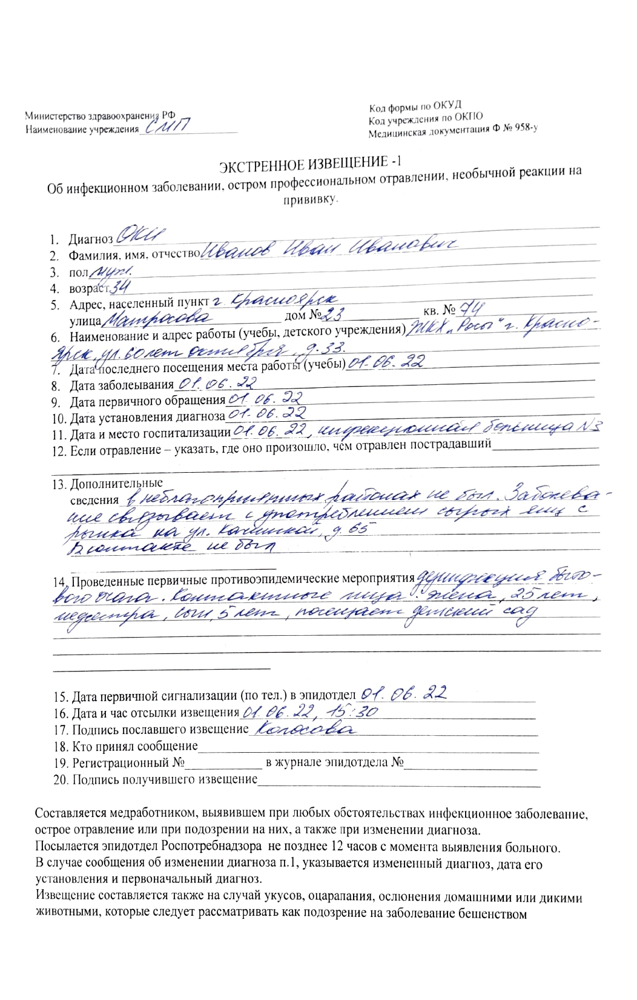 Министерство здравоохранения РФ
Наименование учреждения СМП
Код формы по ОКУД
Код учреждения по ОКПО
Медицинская документация Ф № 958-у
ЭКСТРЕННОЕ ИЗВЕЩЕНИЕ -1
Об инфекционном заболевании, остром профессиональном отравлении, необычной реакции на
прививку.
1. Диагноз ОКИ
2. Фамилия, имя, отчество Иванов Иван Иванович
3. пол муж.
4. возраст 34
5. Адрес, населенный пункт г. Красноярск
улица Матросова дом № 23 кв. № 74
6. Наименование и адрес работы (учебы, детского учреждения) ЖКХ „Росы" г. Красно-
ярск, ул. 60 лет октября, д. 33.
7. Дата последнего посещения места работы (учебы) 01.06.22
8. Дата заболеывания 01.06.22
9. Дата первичного обращения 01.06.22
10. Дата установления диагноза 01.06.22
11. Дата и место госпитализации 01.06.22, инфекционная больница N3
12. Если отравление – указать, где оно произошло, чем отравлен пострадавший
13. Дополнительные
сведения в неблагоприятных районах не был. Заболева-
ние связывает с употреблением сырых яиц с
рынка на ул. д. 65
В контакте не был
14. Проведенные первичные противоэпидемические мероприятия дезинфекция быто-
вого очага. Контактные лица: жена, 25 лет,
медсестра, сын, 5 лет, посещает детский сад
15. Дата первичной сигнализации (по тел.) в эпидотдел 01.06.22
16. Дата и час отсылки извещения 01.06.22, 15:30
17. Подпись пославшего извещение Колосова
18. Кто принял сообщение
19. Регистрационный № в журнале эпидотдела №
20. Подпись получившего извещение
Составляется медработником, выявившем при любых обстоятельствах инфекционное заболевание,
острое отравление или при подозрении на них, а также при изменении диагноза.
Посылается эпидотдел Роспотребнадзора не позднее 12 часов с момента выявления больного.
В случае сообщения об изменении диагноза п.1, указывается измененный диагноз, дата его
установления и первоначальный диагноз.
Извещение составляется также на случай укусов, оцарапания, ослюнения домашними или дикими
животными, которые следует рассматривать как подозрение на заболевание бешенством